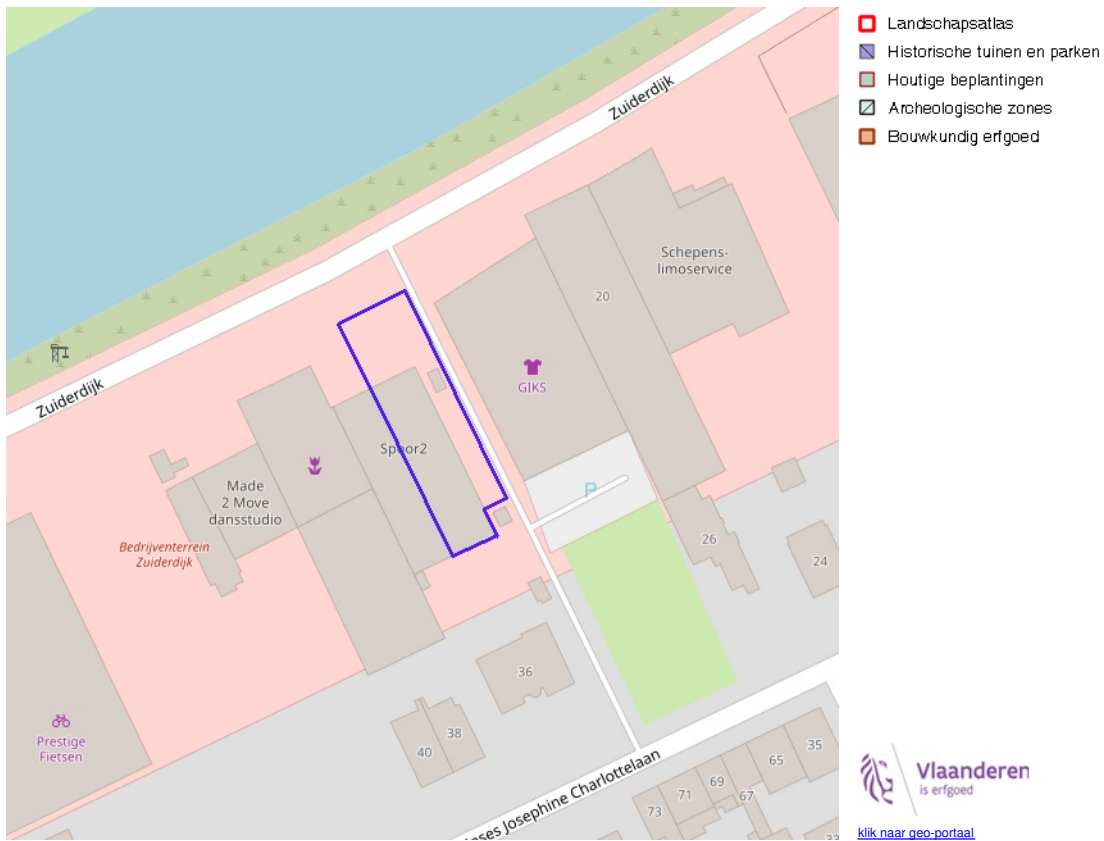 Zuiderdijk
Schepens-
limoservice
20
GIKS
Zuiderdijk
Spoor2
Made
2 Move
dansstudio
P
Bedrijventerrein
Zuiderdijk
26
24
36
Prestige
Fietsen
38
40
35
65
69
67
71
73
33
ses Josephine Charlottelaan
Landschapsatlas
Historische tuinen en parken
Houtige beplantingen
Archeologische zones
Bouwkundig erfgoed
Vlaanderen
is erfgoed
klik naar geo-portaal